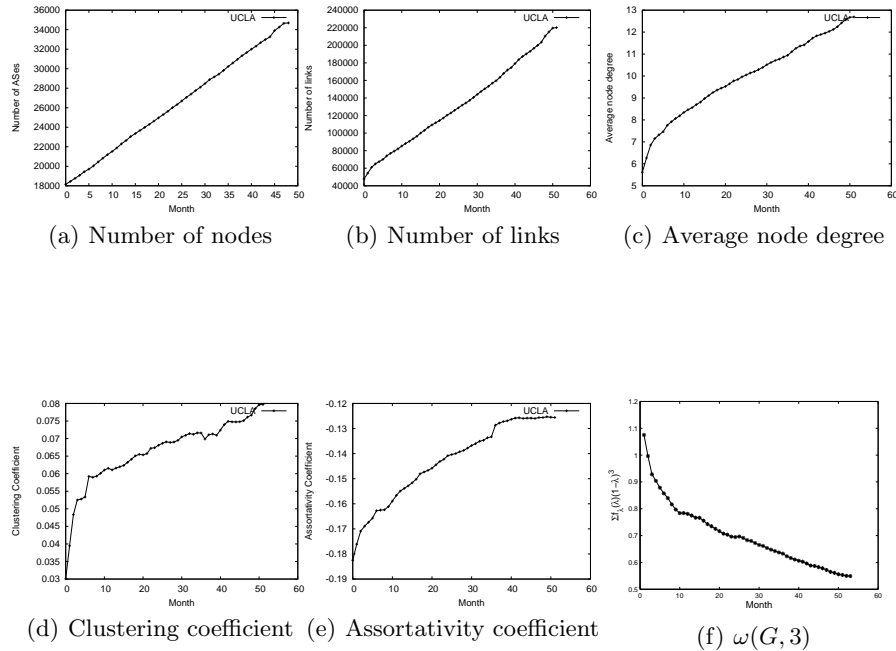 36000
34000
32000
30000
28000
26000
24000
22000
20000
18000
0 5 10 15 20 25 30 35 40 45 50
Number of ASes
Month
UCLA
(a) Number of nodes
220000
200000
180000
160000
140000
120000
100000
80000
60000
40000
0 10 20 30 40 50 60
Number of links
Month
UCLA
(b) Number of links
13
12
11
10
9
8
7
6
5
0 10 20 30 40 50 60
Average node degree
Month
UCLA
(c) Average node degree
0.08
0.075
0.07
0.065
0.06
0.055
0.05
0.045
0.04
0.035
0.03
0 10 20 30 40 50 60
Clustering Coefficient
Month
UCLA
(d) Clustering coefficient
-0.12
-0.13
-0.14
-0.15
-0.16
-0.17
-0.18
-0.19
0 10 20 30 40 50 60
Assortativity Coefficient
Month
UCLA
(e) Assortativity coefficient
1.2
1.1
1
0.9
0.8
0.7
0.6
0.5
0 10 20 30 40 50 60
Σf_λ(λ)(1−λ)³
Month
(f) ω(G, 3)